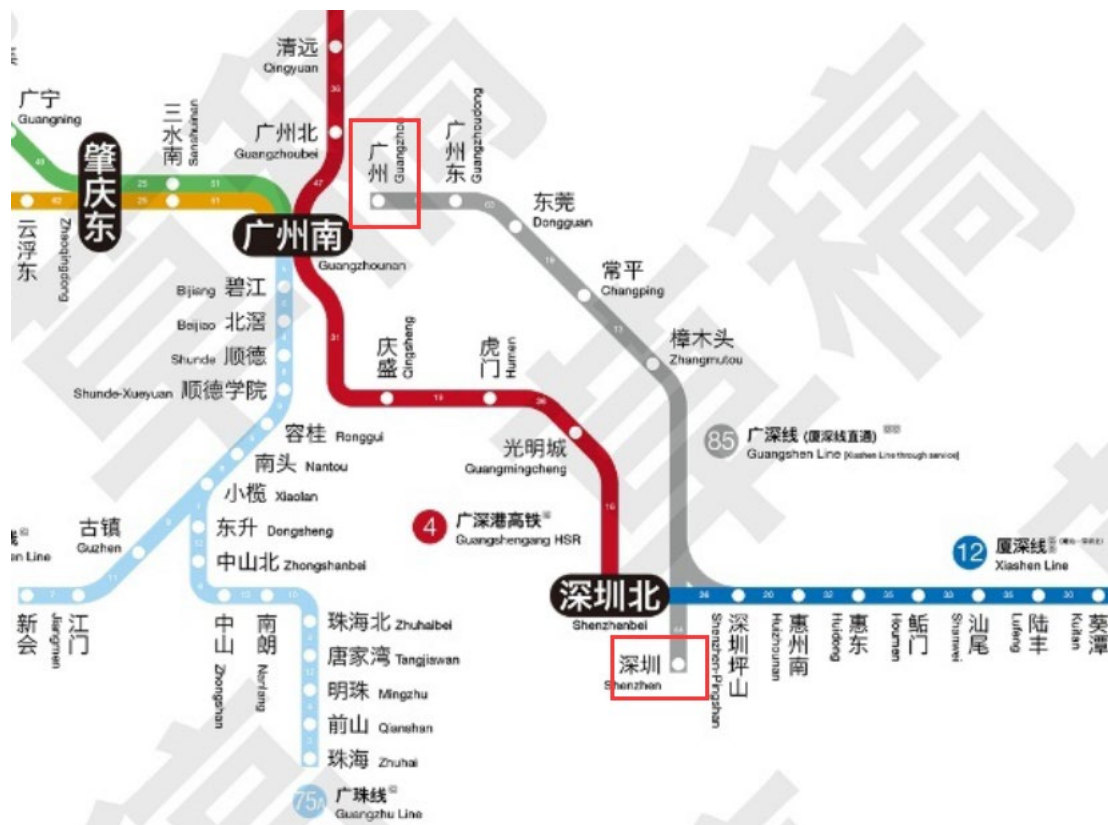 清远
Qingyuan
广宁
Guangning
三水南
Sanshuinan
广州北
Guangzhoubei
广州
Guangzhou
广州东
Guangzhoudong
肇庆东
Zhaoqingdong
云浮东
广州南
Guangzhounan
东莞
Dongguan
常平
Changping
樟木头
Zhangmutou
Bijiang 碧江
Beijiao 北滘
Shunde 顺德
Shunde-Xueyuan 顺德学院
容桂 Ronggui
南头 Nantou
小榄 Xiaolan
东升 Dongsheng
中山北 Zhongshanbei
庆盛
Qingsheng
虎门
Humen
光明城
Guangmingcheng
85 广深线 (厦深线直通)
Guangshen Line [Xiashen Line through service]
4 广深港高铁
Guangshengang HSR
12 厦深线
Xiashen Line
古镇
Guzhen
线
en Line
新会
江门
Jiangmen
中山
Zhongshan
南朗
Nanlang
珠海北 Zhuhaibei
唐家湾 Tangjiawan
明珠 Mingzhu
前山 Qianshan
珠海 Zhuhai
75A 广珠线
Guangzhu Line
深圳北
Shenzhenbei
深圳
Shenzhen
深圳坪山
Shenzhen-Pingshan
惠州南
Huizhounan
惠东
Huidong
鲘门
Houmen
汕尾
Shanwei
陆丰
Lufeng
葵潭
Kuitan
草稿